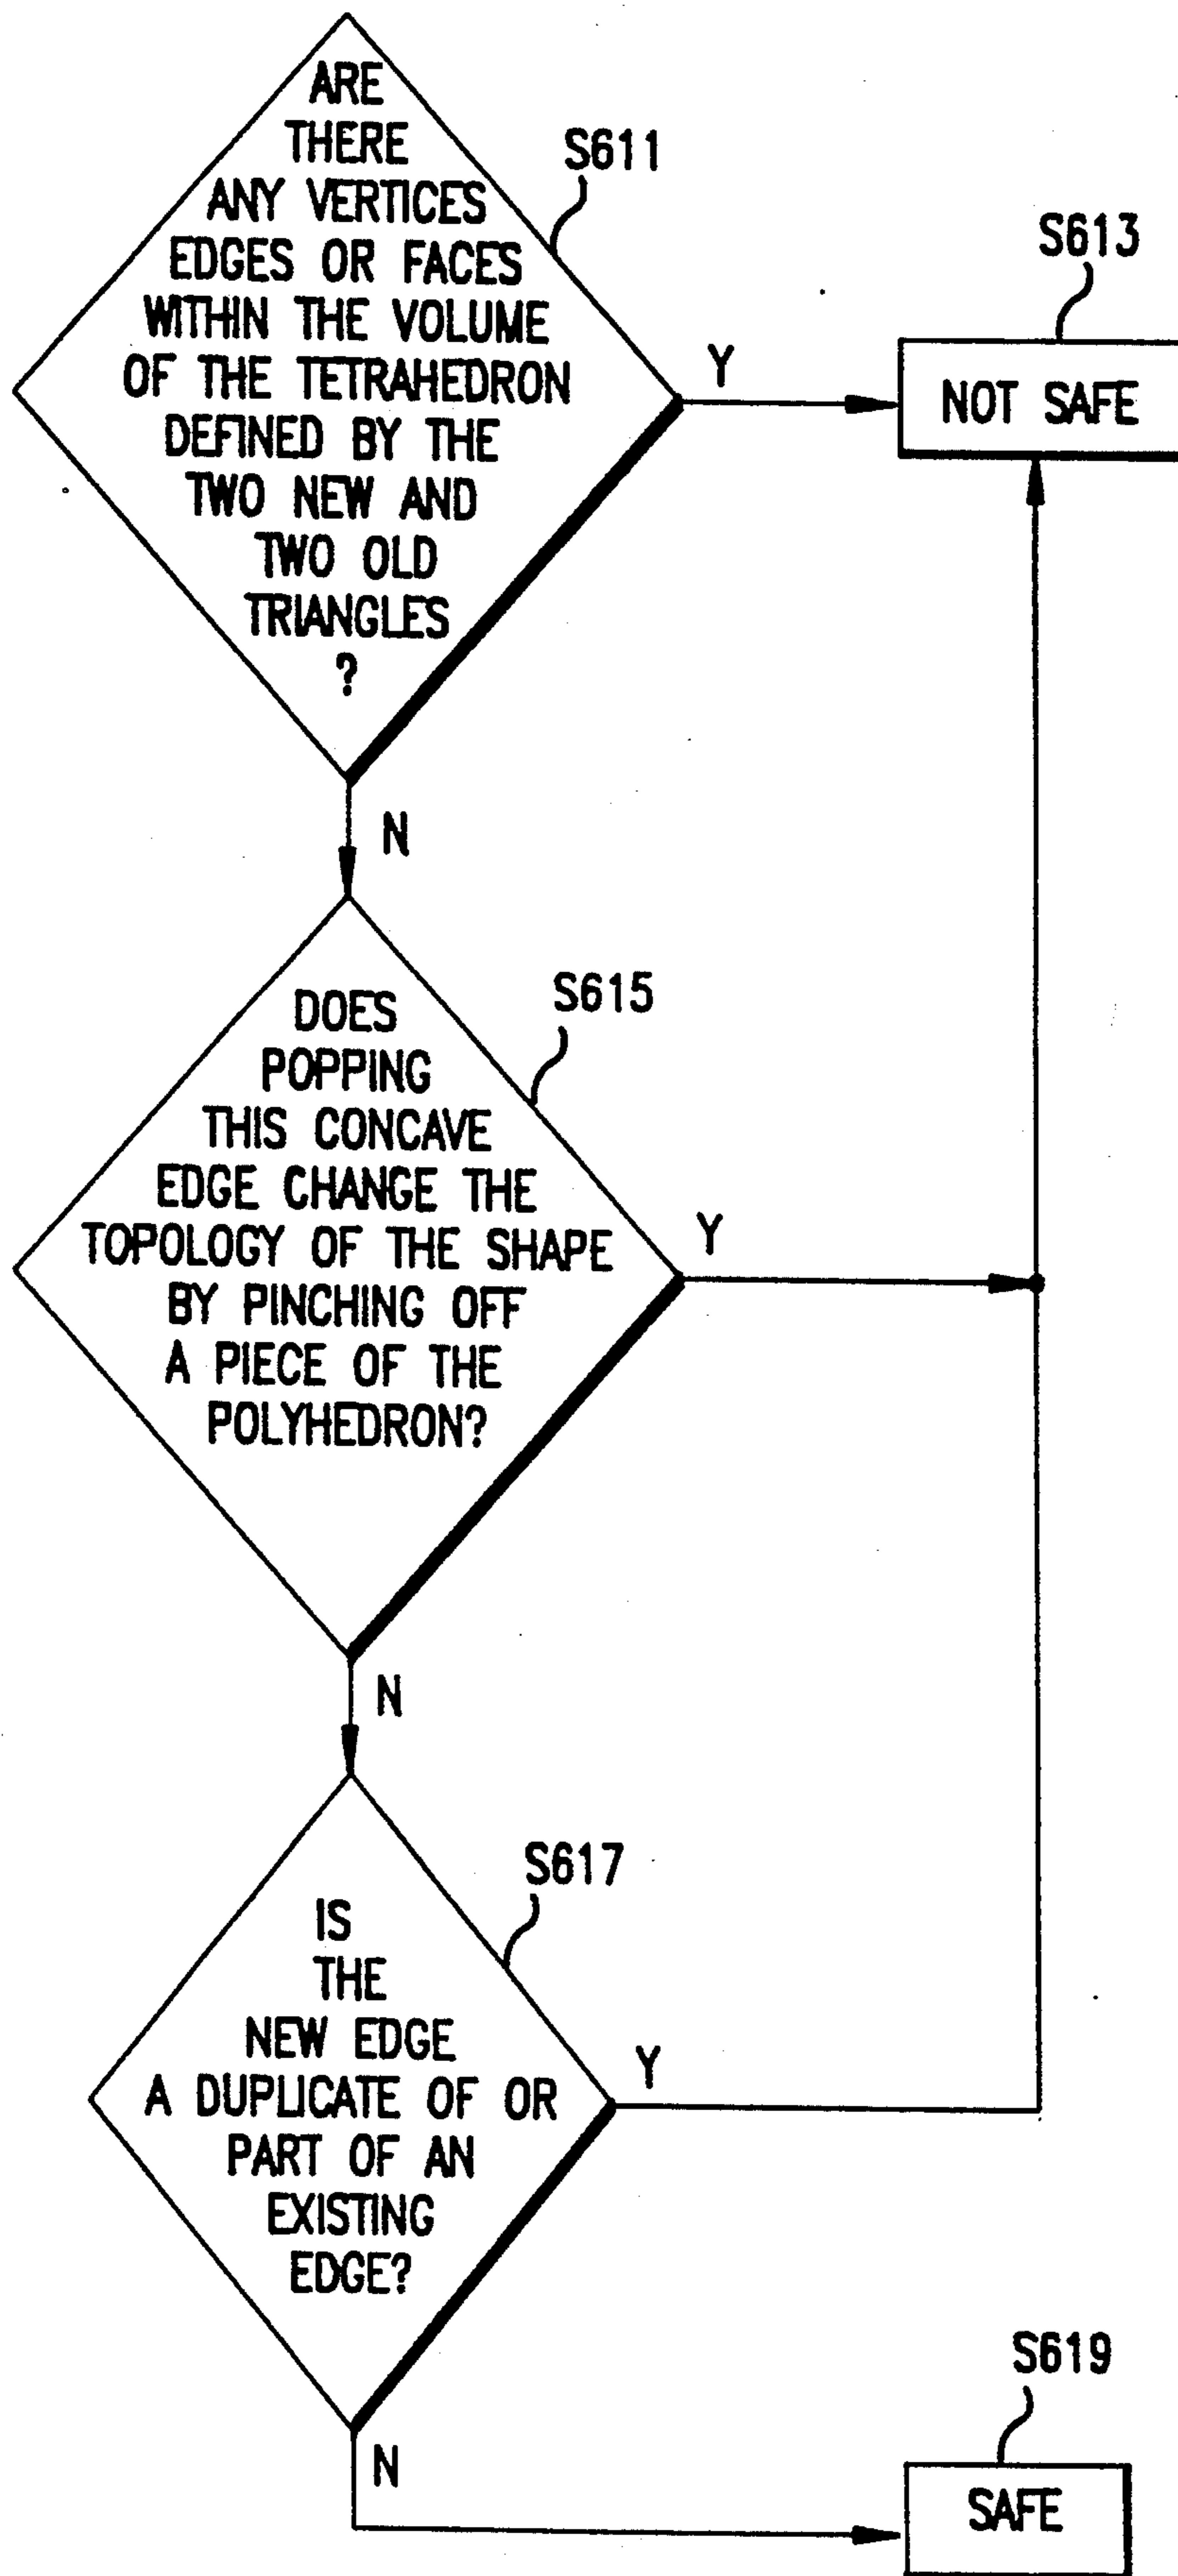 ARE
THERE
ANY VERTICES
EDGES OR FACES
WITHIN THE VOLUME
OF THE TETRAHEDRON
DEFINED BY THE
TWO NEW AND
TWO OLD
TRIANGLES
?
S611
Y
S613
NOT SAFE
N
DOES
POPPING
THIS CONCAVE
EDGE CHANGE THE
TOPOLOGY OF THE SHAPE
BY PINCHING OFF
A PIECE OF THE
POLYHEDRON?
S615
Y
N
IS
THE
NEW EDGE
A DUPLICATE OF OR
PART OF AN
EXISTING
EDGE?
S617
Y
N
S619
SAFE